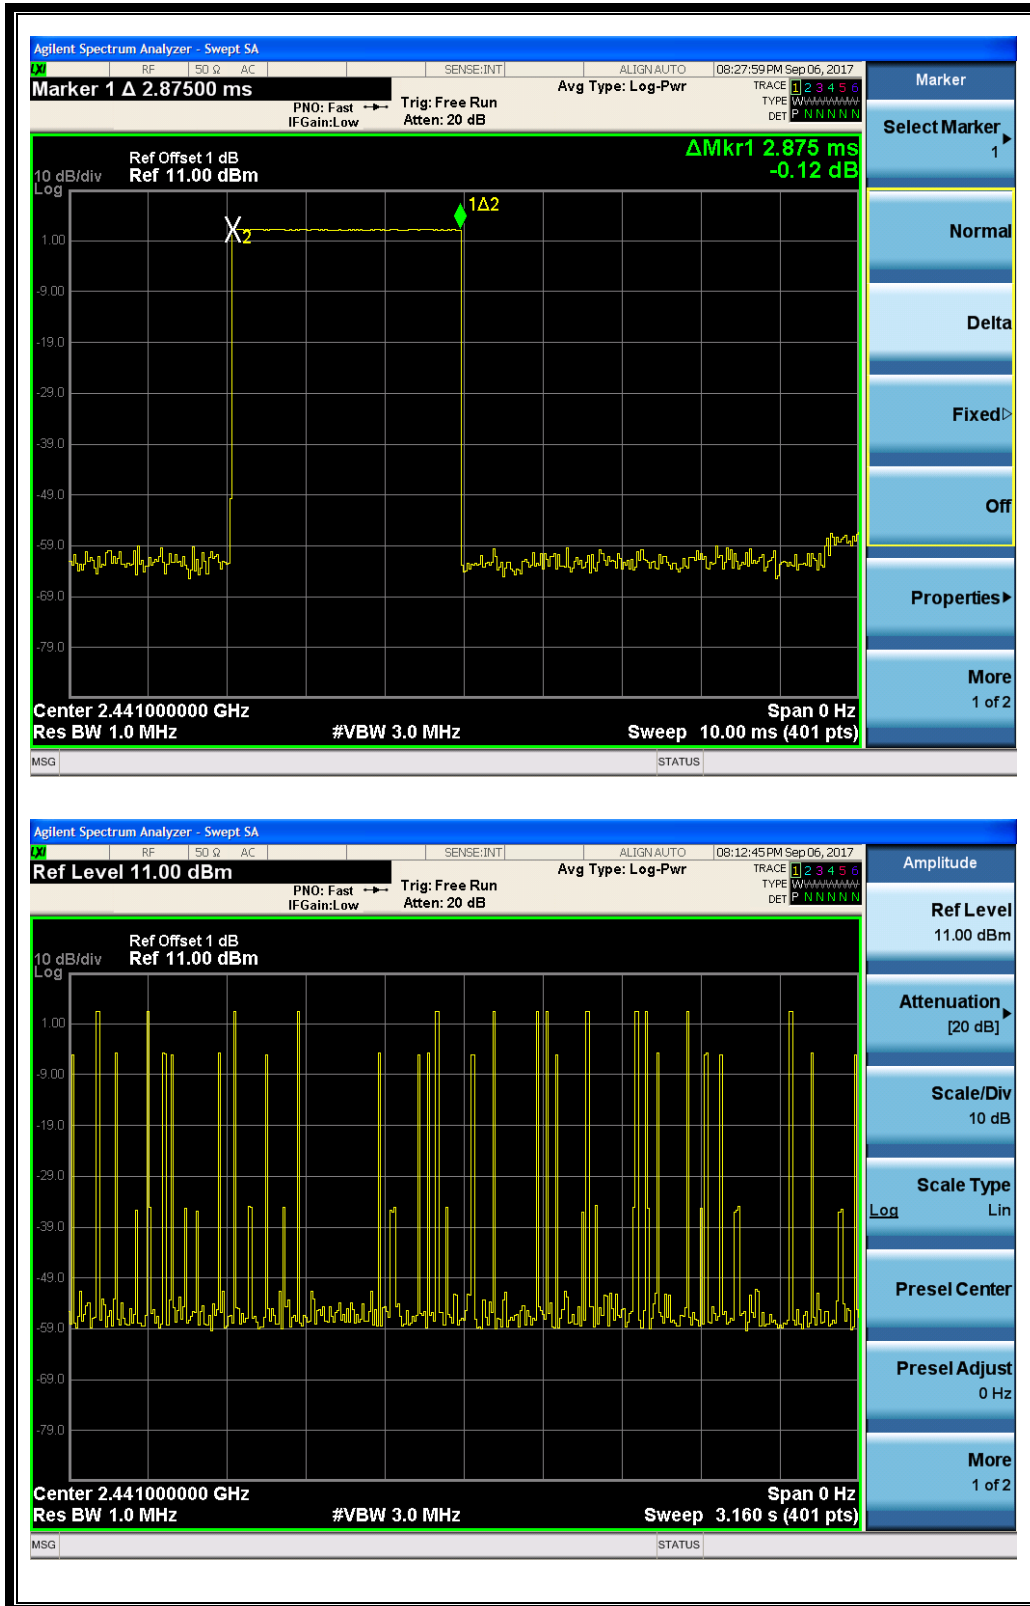 Agilent Spectrum Analyzer - Swept SA
LXI RF 50 Ω AC SENSE:INT ALIGN AUTO 08:27:59 PM Sep 06, 2017
Marker 1 Δ 2.87500 ms
PNO: Fast Trig: Free Run Avg Type: Log-Pwr TRACE 1 2 3 4 5 6
IFGain:Low Atten: 20 dB TYPE WWWWWW
DET P N N N N N
Ref Offset 1 dB
Ref 11.00 dBm
10 dB/div
Log
ΔMkr1 2.875 ms
-0.12 dB
1Δ2
2
1.00
-9.00
-19.0
-29.0
-39.0
-49.0
-59.0
-69.0
-79.0
Center 2.441000000 GHz Span 0 Hz
Res BW 1.0 MHz #VBW 3.0 MHz Sweep 10.00 ms (401 pts)
MSG STATUS
Marker
Select Marker
1
Normal
Delta
Fixed
Off
Properties
More
1 of 2
Agilent Spectrum Analyzer - Swept SA
LXI RF 50 Ω AC SENSE:INT ALIGN AUTO 08:12:45 PM Sep 06, 2017
Ref Level 11.00 dBm
PNO: Fast Trig: Free Run Avg Type: Log-Pwr TRACE 1 2 3 4 5 6
IFGain:Low Atten: 20 dB TYPE WWWWWW
DET P N N N N N
Ref Offset 1 dB
Ref 11.00 dBm
10 dB/div
Log
1.00
-9.00
-19.0
-29.0
-39.0
-49.0
-59.0
-69.0
-79.0
Center 2.441000000 GHz Span 0 Hz
Res BW 1.0 MHz #VBW 3.0 MHz Sweep 3.160 s (401 pts)
MSG STATUS
Amplitude
Ref Level
11.00 dBm
Attenuation
[20 dB]
Scale/Div
10 dB
Scale Type
Log Lin
Presel Center
Presel Adjust
0 Hz
More
1 of 2